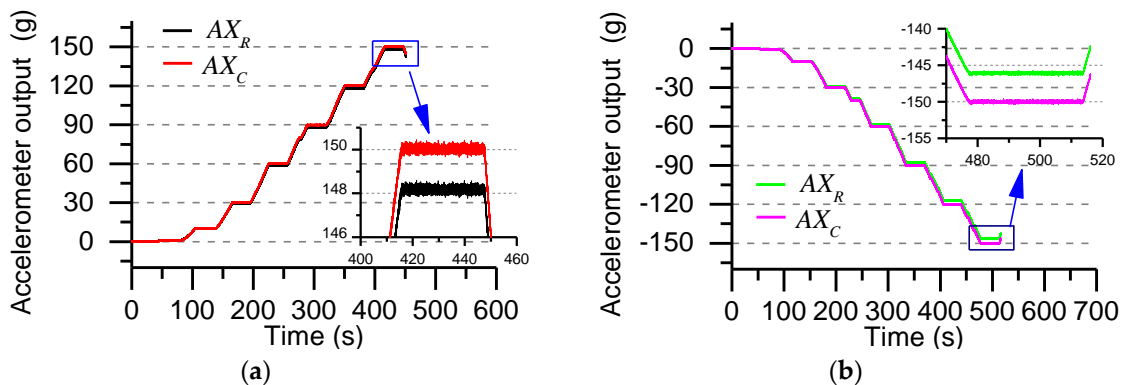 (a)
Accelerometer output (g)
150
120
90
60
30
0
AX_R
AX_C
150
148
146
400 420 440 460
0 100 200 300 400 500 600
Time (s)
(a)
(b)
Accelerometer output (g)
0
-30
-60
-90
-120
-150
-140
-145
-150
-155
480 500 520
AX_R
AX_C
0 100 200 300 400 500 600 700
Time (s)
(b)